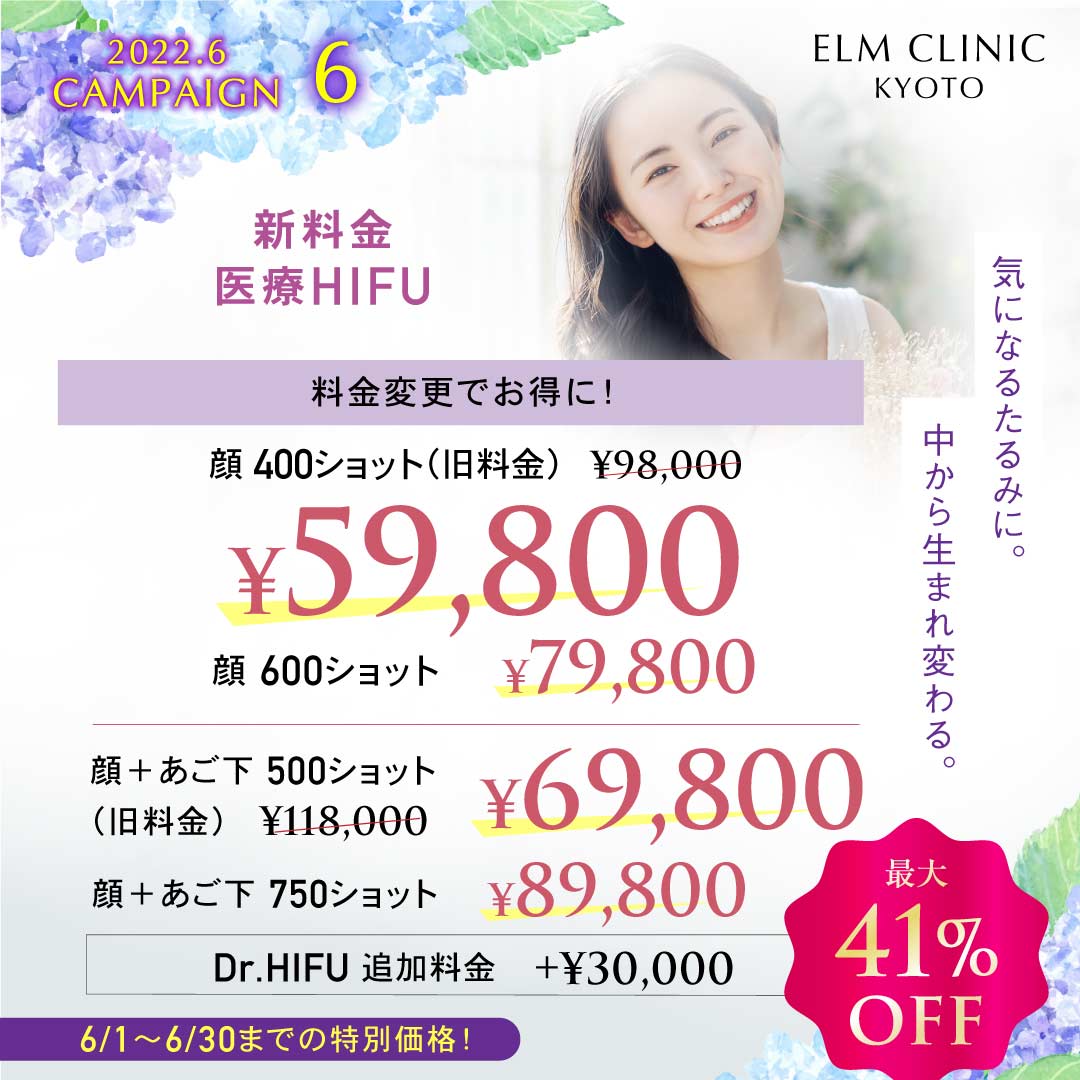 2022.6
CAMPAIGN 6
ELM CLINIC
KYOTO
新料金
医療HIFU
気になるたるみに。
中から生まれ変わる。
料金変更でお得に!
顔 400ショット(旧料金) ¥98,000
¥59,800
顔 600ショット ¥79,800
顔+あご下 500ショット
(旧料金) ¥118,000
¥69,800
顔+あご下 750ショット ¥89,800
Dr.HIFU 追加料金 +¥30,000
最大
41%
OFF
6/1~6/30までの特別価格!